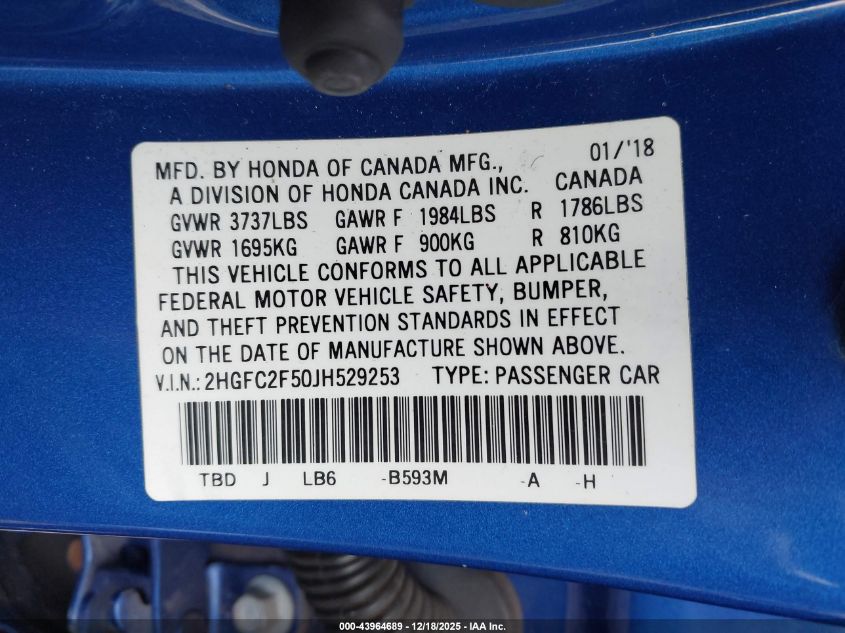 MFD. BY HONDA OF CANADA MFG., 01/'18
A DIVISION OF HONDA CANADA INC. CANADA
GVWR 3737LBS GAWR F 1984LBS R 1786LBS
GVWR 1695KG GAWR F 900KG R 810KG
THIS VEHICLE CONFORMS TO ALL APPLICABLE
FEDERAL MOTOR VEHICLE SAFETY, BUMPER,
AND THEFT PREVENTION STANDARDS IN EFFECT
ON THE DATE OF MANUFACTURE SHOWN ABOVE.
V.I.N.: 2HGFC2F50JH529253 TYPE: PASSENGER CAR
TBD J LB6 -B593M -A -H
000-43964689 | 12/18/2025 - IAA Inc.